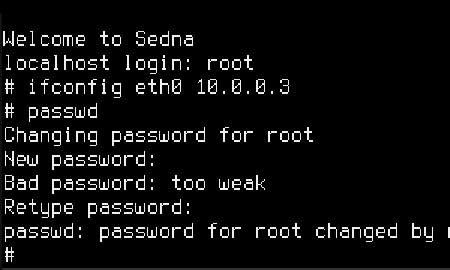 Welcome to Sedna
localhost login: root
# ifconfig eth0 10.0.0.3
# passwd
Changing password for root
New password:
Bad password: too weak
Retype password:
passwd: password for root changed by
#